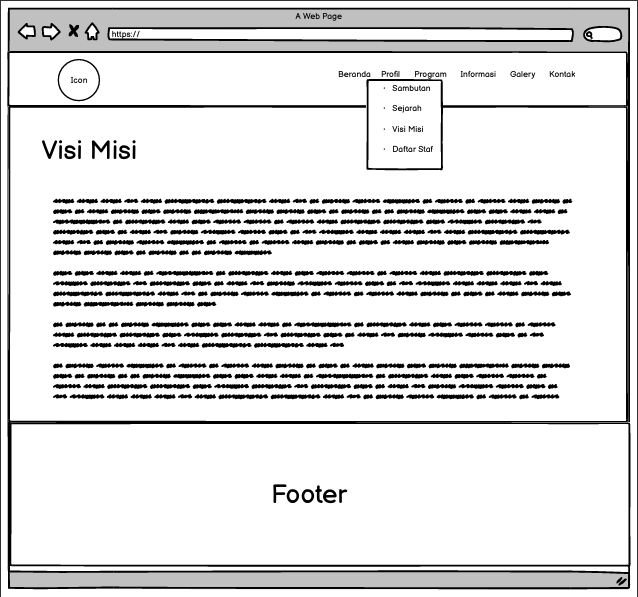 A Web Page
https://
Icon
Beranda Profil Program Informasi Galery Kontak
· Sambutan
· Sejarah
· Visi Misi
· Daftar Staf
Visi Misi
Footer